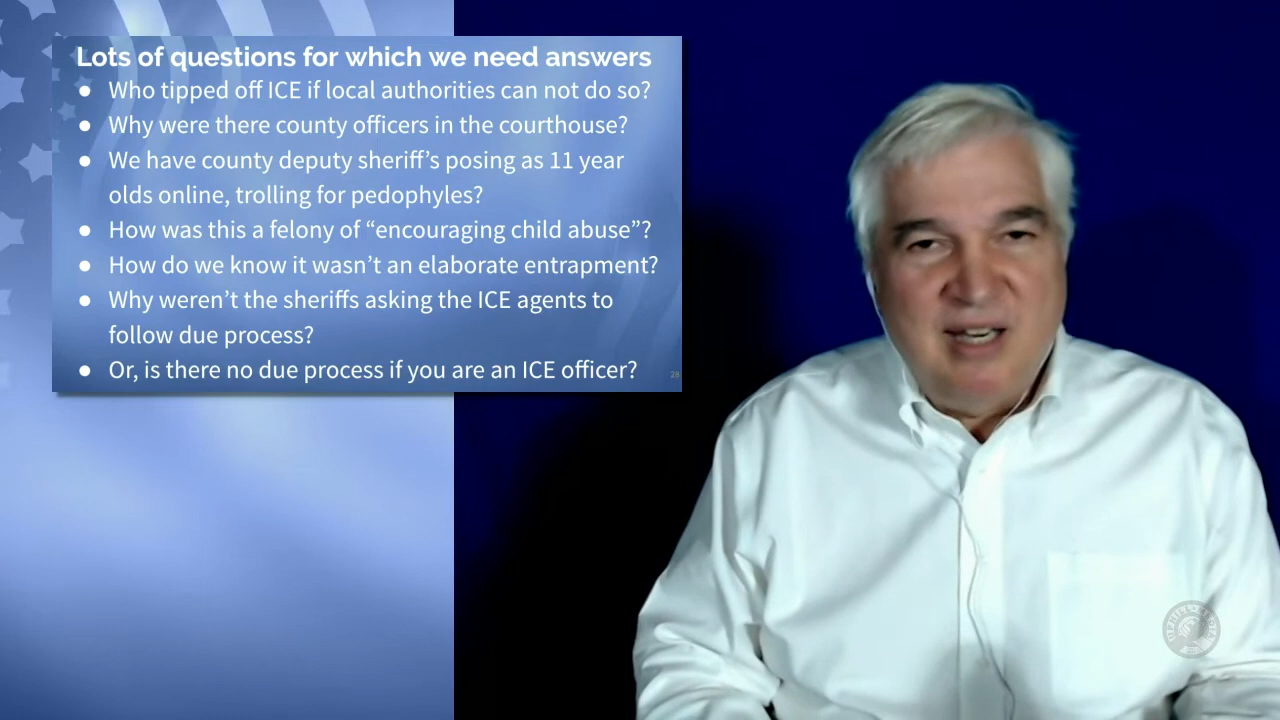 Lots of questions for which we need answers
● Who tipped off ICE if local authorities can not do so?
● Why were there county officers in the courthouse?
● We have county deputy sheriff’s posing as 11 year
olds online, trolling for pedophyles?
● How was this a felony of “encouraging child abuse”?
● How do we know it wasn’t an elaborate entrapment?
● Why weren’t the sheriffs asking the ICE agents to
follow due process?
● Or, is there no due process if you are an ICE officer?
28